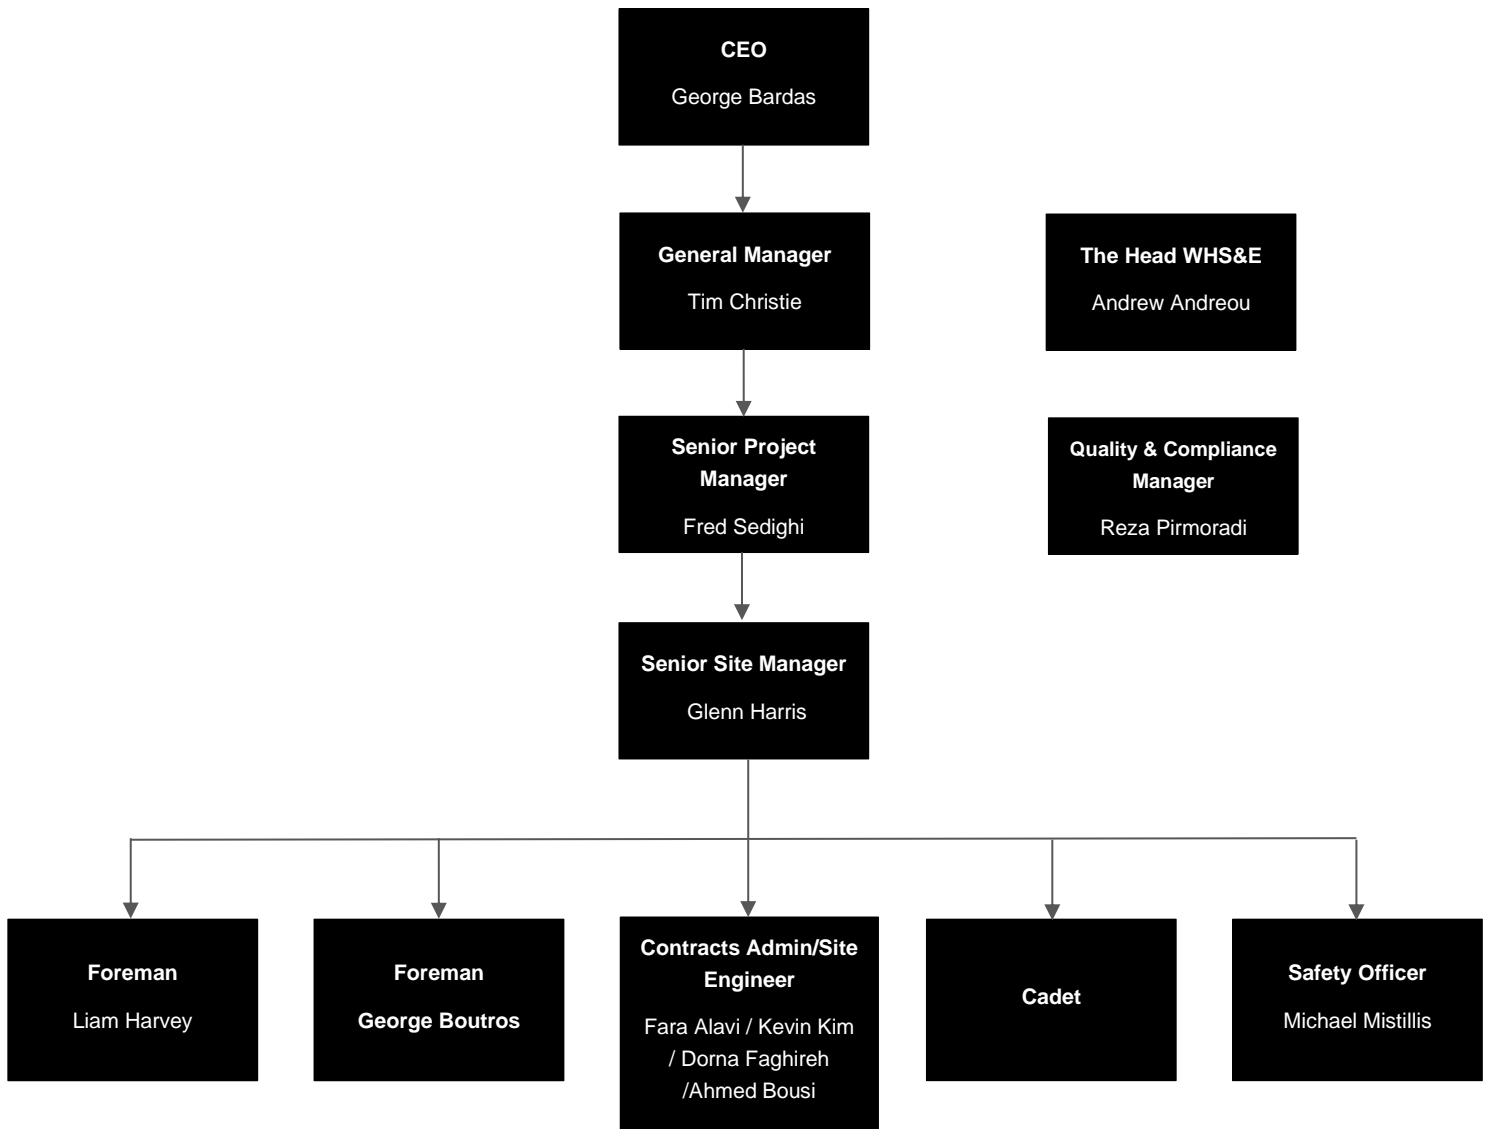 CEO
George Bardas
General Manager
Tim Christie
The Head WHS&E
Andrew Andreou
Senior Project
Manager
Fred Sedighi
Quality & Compliance
Manager
Reza Pirmoradi
Senior Site Manager
Glenn Harris
Foreman
Liam Harvey
Foreman
George Boutros
Contracts Admin/Site
Engineer
Fara Alavi / Kevin Kim
/ Dorna Faghireh
/Ahmed Bousi
Cadet
Safety Officer
Michael Mistillis